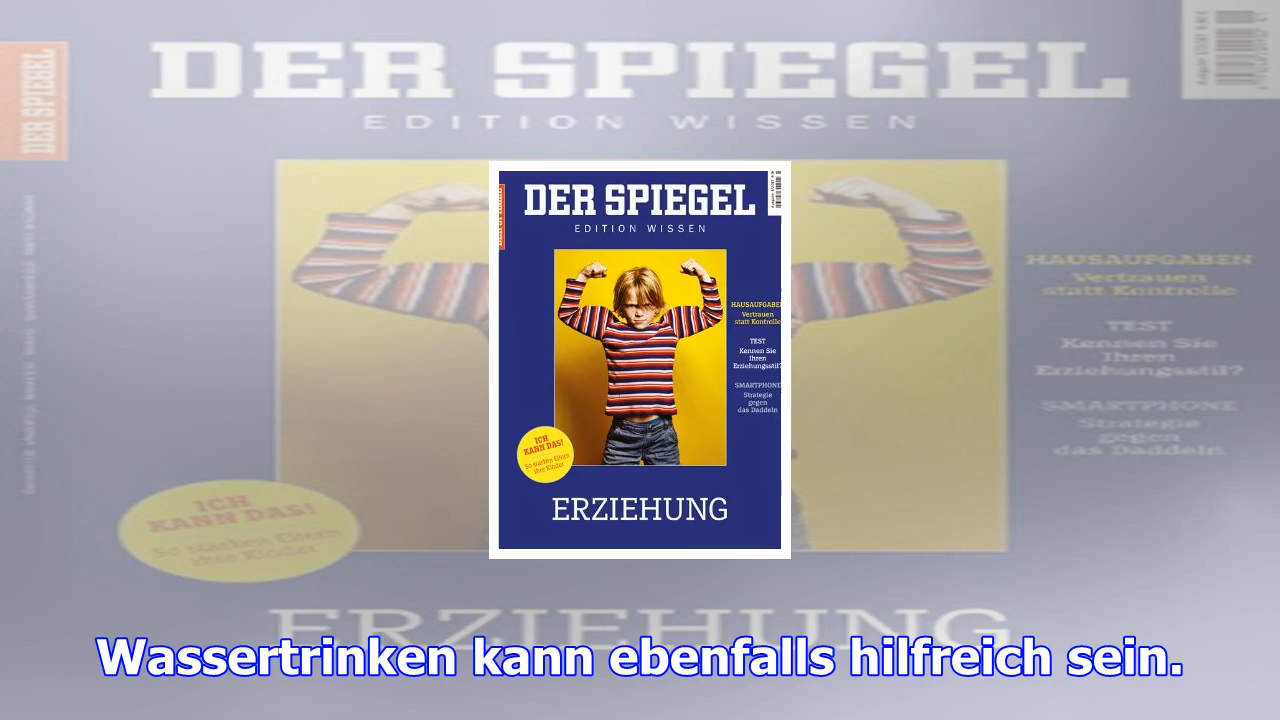 DER SPIEGEL
EDITION WISSEN
DER SPIEGEL
HAUSAUFGABEN
Vertrauen
statt Kontrolle
TEST
Kennen Sie
Ihren
Erziehungsstil?
SMARTPHONE
Strategie
gegen
das Daddeln
ICH
KANN DAS!
So stärken Eltern
ihre Kinder
ERZIEHUNG
DER SPIEGEL
EDITION WISSEN
HAUSAUFGABEN
Vertrauen
statt Kontrolle
TEST
Kennen Sie
Ihren
Erziehungsstil?
SMARTPHONE
Strategie
gegen
das Daddeln
ICH
KANN DAS!
So stärken Eltern
ihre Kinder
ERZIEHUNG
Wassertrinken kann ebenfalls hilfreich sein.